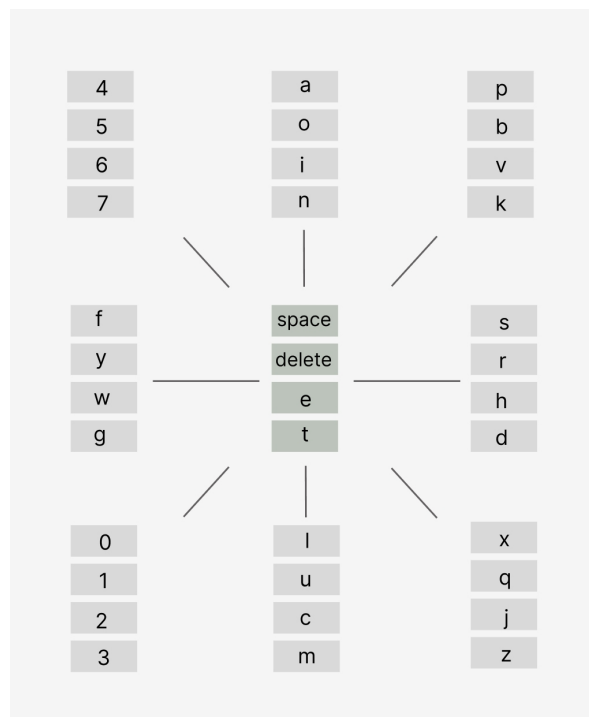 4 a p
5 o b
6 i v
7 n k
f space s
y delete r
w e h
g t d
0 l x
1 u q
2 c j
3 m z